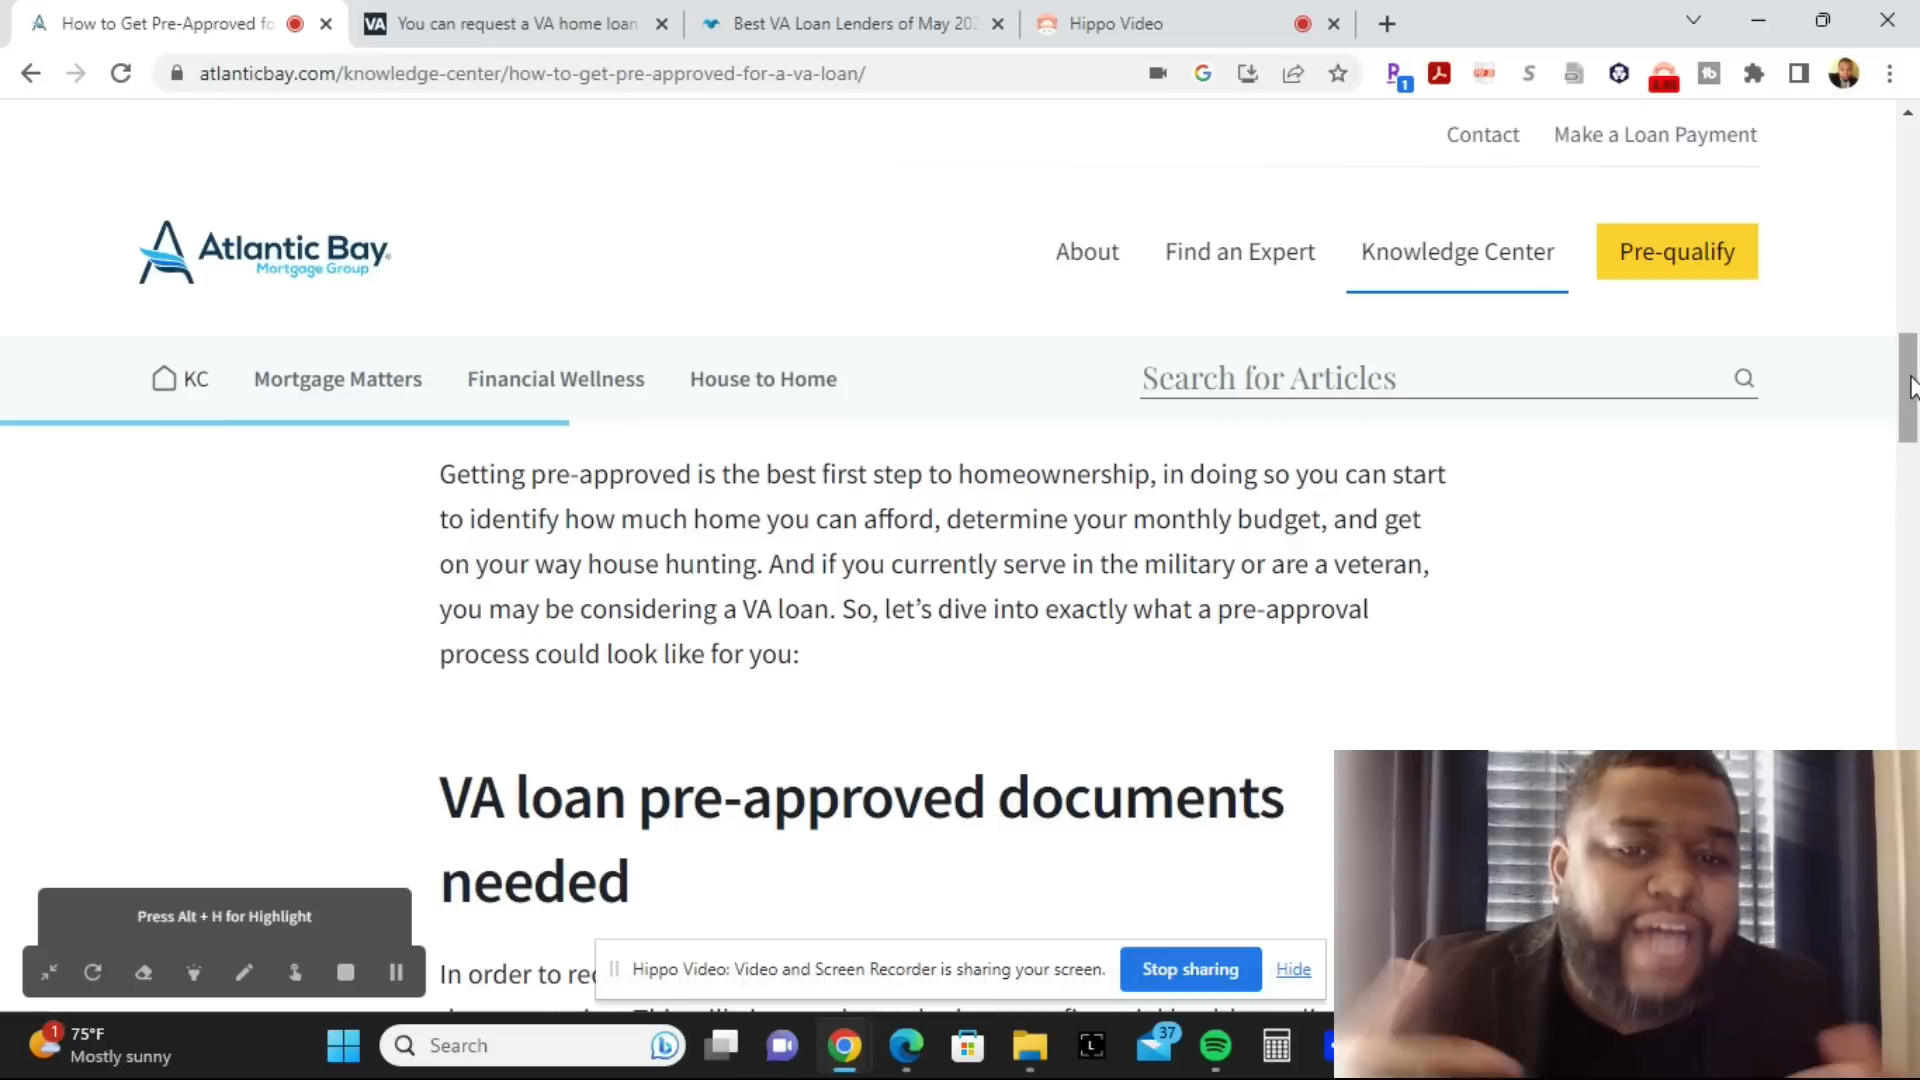 How to Get Pre-Approved fo
You can request a VA home loan
Best VA Loan Lenders of May 202
Hippo Video
atlanticbay.com/knowledge-center/how-to-get-pre-approved-for-a-va-loan/
Contact
Make a Loan Payment
Atlantic Bay
Mortgage Group
About
Find an Expert
Knowledge Center
Pre-qualify
KC
Mortgage Matters
Financial Wellness
House to Home
Search for Articles
Getting pre-approved is the best first step to homeownership, in doing so you can start
to identify how much home you can afford, determine your monthly budget, and get
on your way house hunting. And if you currently serve in the military or are a veteran,
you may be considering a VA loan. So, let’s dive into exactly what a pre-approval
process could look like for you:
VA loan pre-approved documents
needed
Press Alt + H for Highlight
In order to rec
Hippo Video: Video and Screen Recorder is sharing your screen.
Stop sharing
Hide
1
75°F
Mostly sunny
Search
37